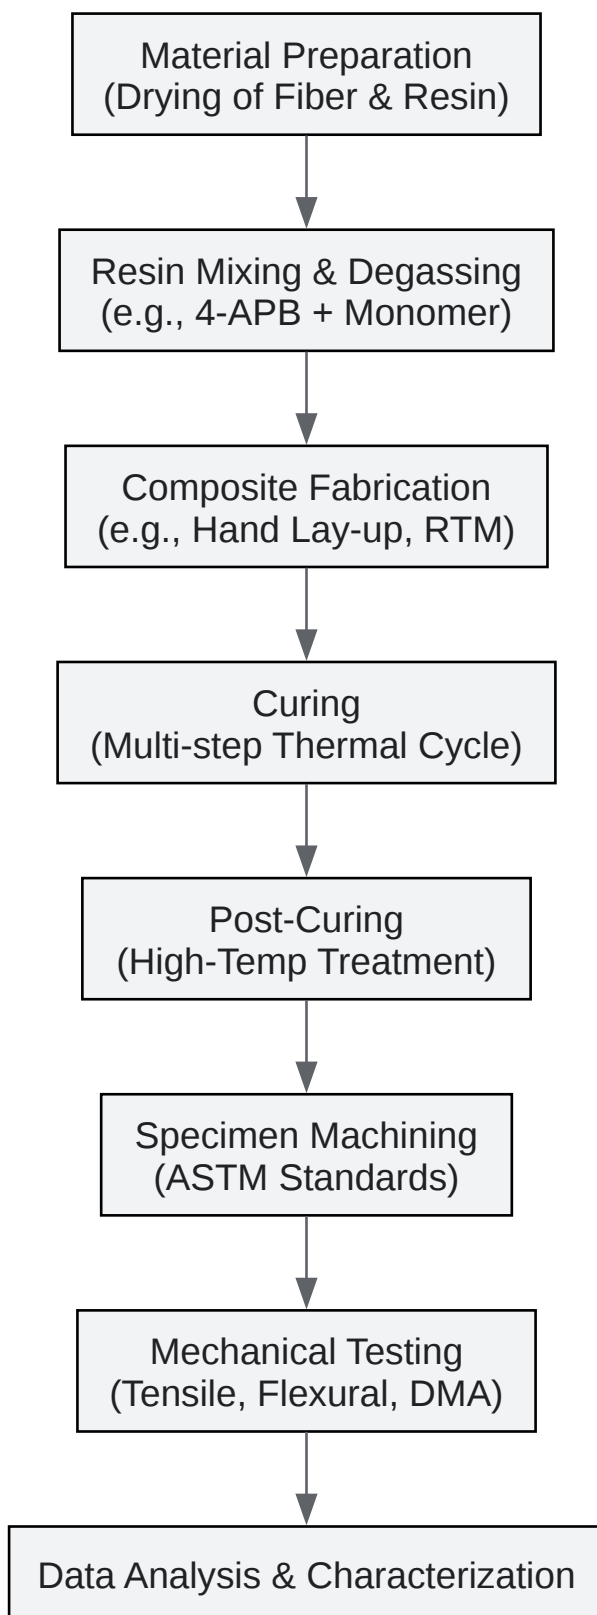 Material Preparation
(Drying of Fiber & Resin)
Resin Mixing & Degassing
(e.g., 4-APB + Monomer)
Composite Fabrication
(e.g., Hand Lay-up, RTM)
Curing
(Multi-step Thermal Cycle)
Post-Curing
(High-Temp Treatment)
Specimen Machining
(ASTM Standards)
Mechanical Testing
(Tensile, Flexural, DMA)
Data Analysis & Characterization